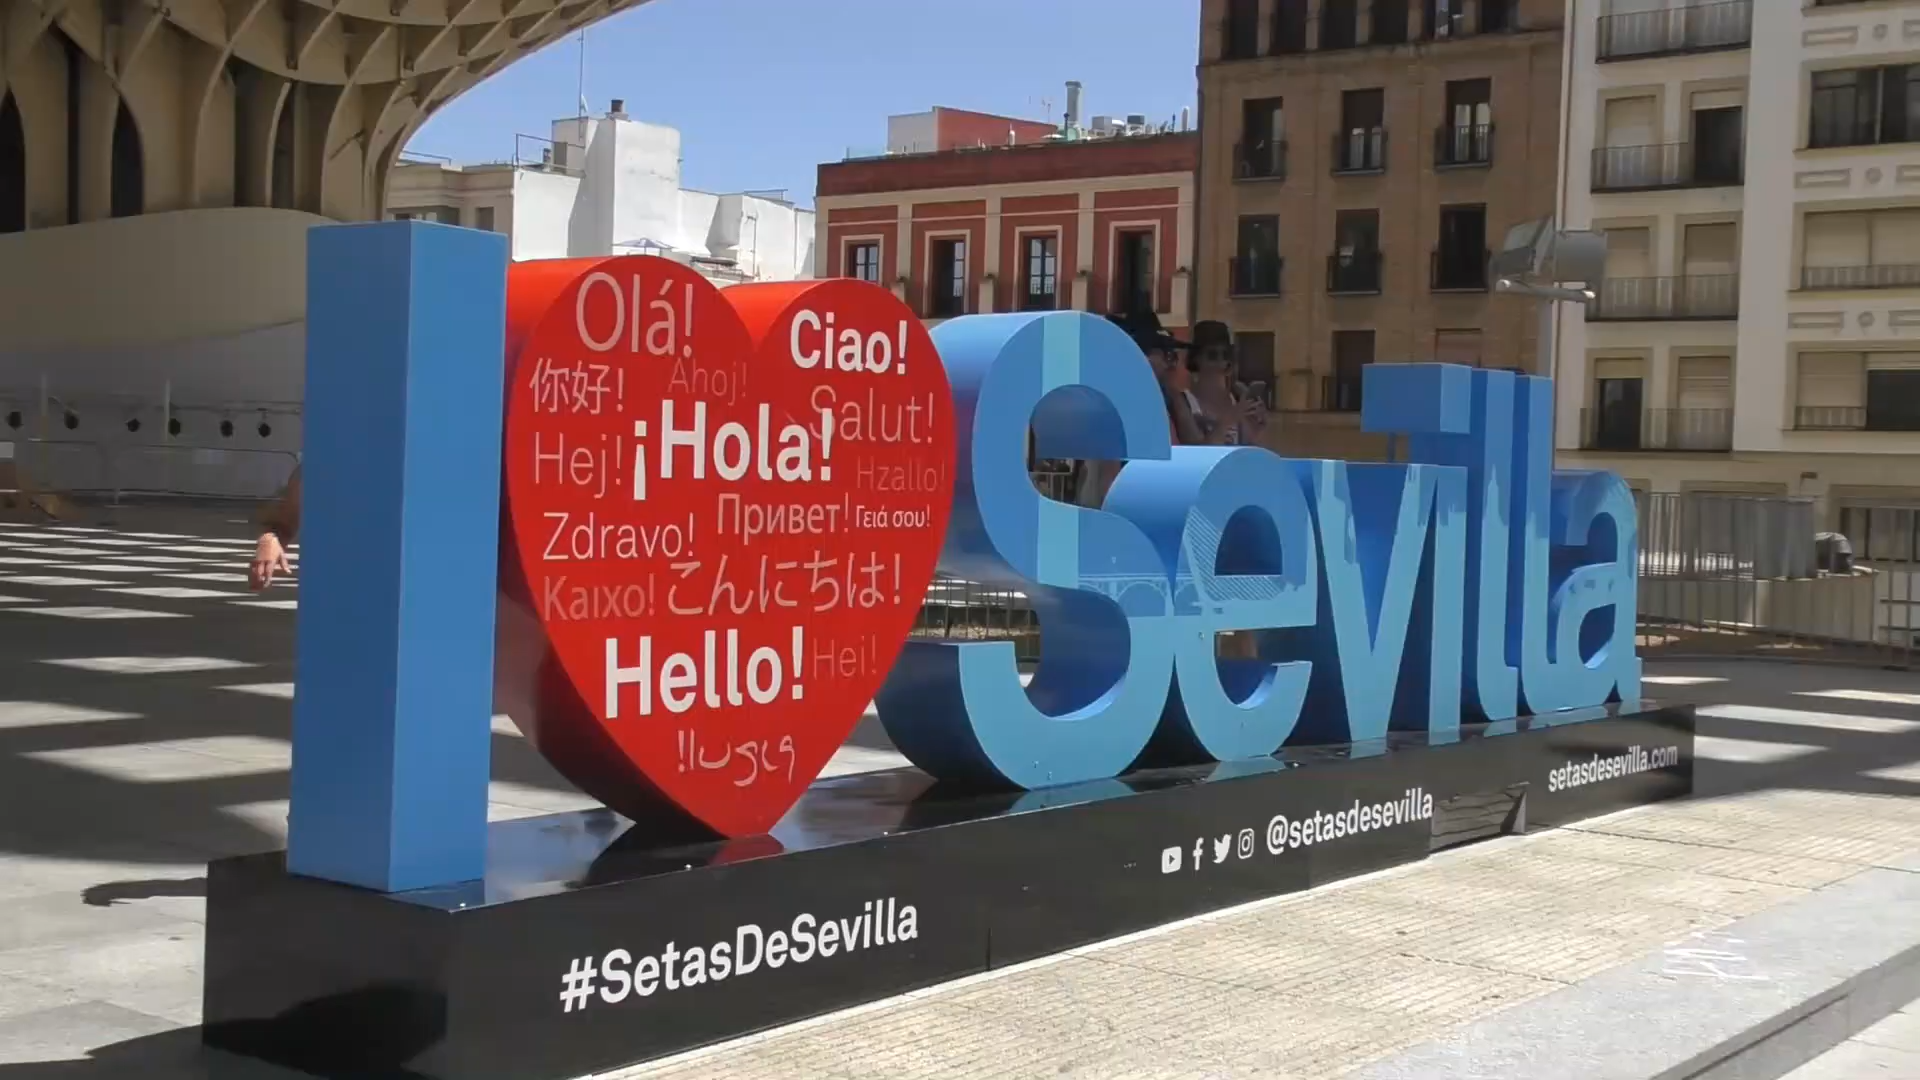 I
Olá!
Ciao!
你好!
Ahoj!
Salut!
Hej!
¡Hola!
Hzallo!
Zdravo!
Привет!
Γειά σου!
Kaixo!
こんにちは!
Hello!
Hei!
Sevilla
#SetasDeSevilla
@setasdesevilla
setasdesevilla.com